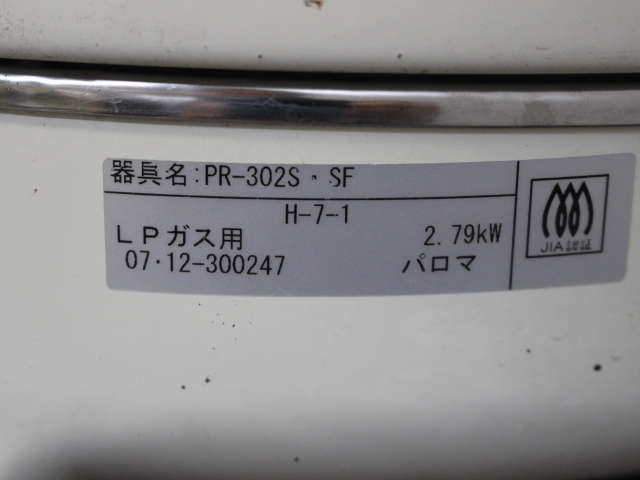 器具名:PR-302S・SF
H-7-1
LPガス用 2.79kW
07・12-300247 パロマ
JIA認証